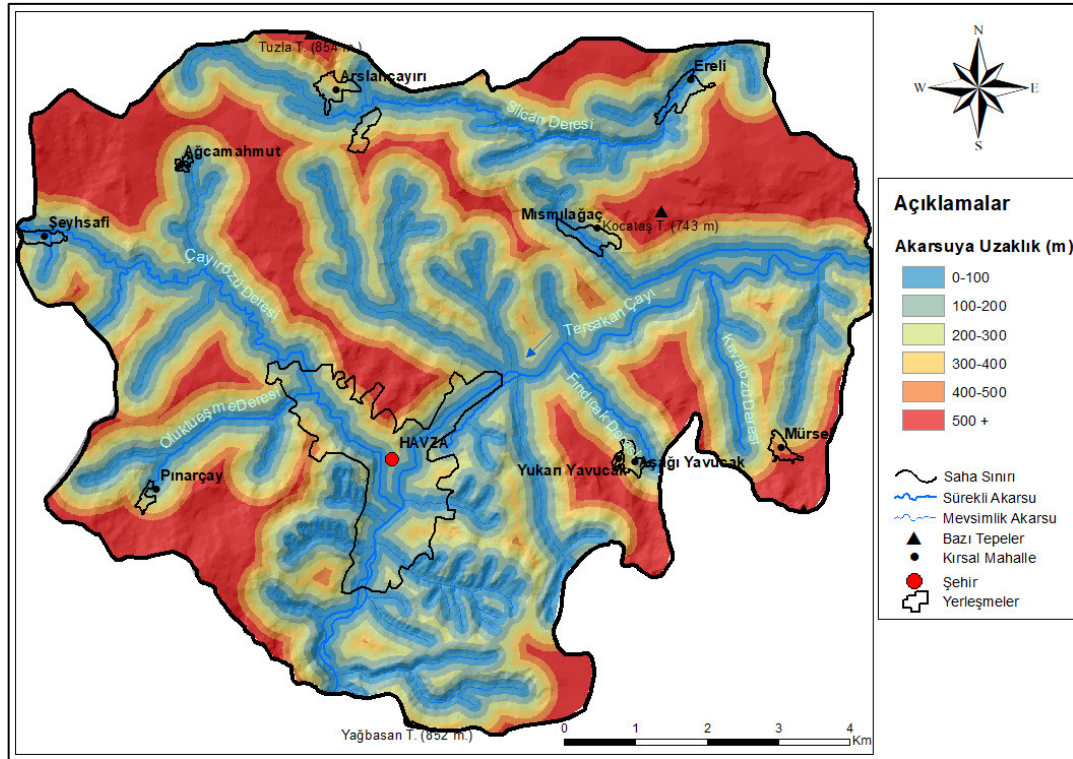 Tuzla T. (854 m.)
Arslançayırı
Ereli
Silcan Deresi
Ağcamahmut
Şeyhsafi
Mısmılağaç
Kocataş T. (743 m)
Çayırözü Deresi
Tersakan Çayı
Kavalözü Deresi
Fındıcak Deresi
Oluklueşme Deresi
HAVZA
Mürsel
Yukarı Yavucak
Aşağı Yavucak
Pınarçay
Yağbasan T. (852 m.)
0 1 2 3 4
Km
N
W E
S
Açıklamalar
Akarsuya Uzaklık (m)
0-100
100-200
200-300
300-400
400-500
500 +
Saha Sınırı
Sürekli Akarsu
Mevsimlik Akarsu
Bazı Tepeler
Kırsal Mahalle
Şehir
Yerleşmeler